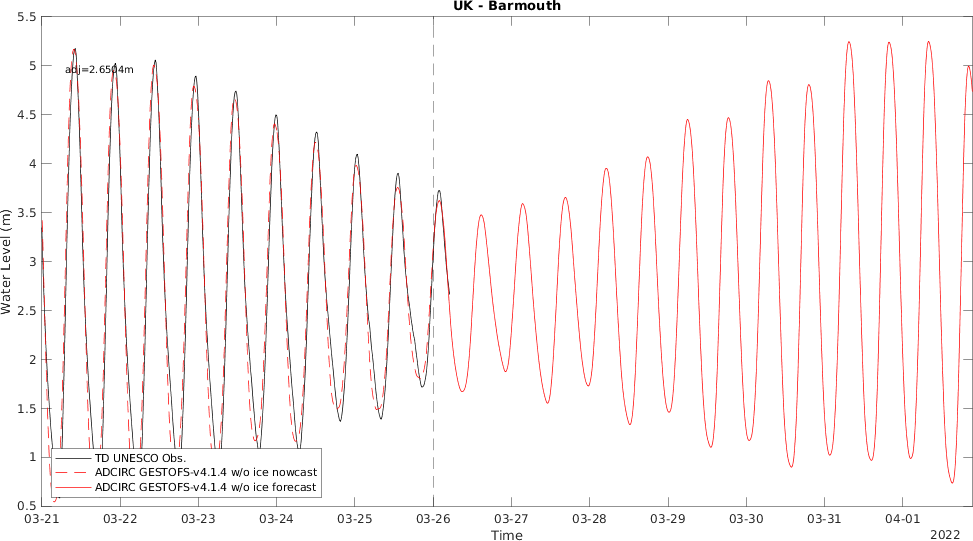 UK - Barmouth
5.5
5
4.5
4
3.5
3
2.5
2
1.5
1
0.5
Water Level (m)
adj=2.6504m
TD UNESCO Obs.
ADCIRC GESTOFS-v4.1.4 w/o ice nowcast
ADCIRC GESTOFS-v4.1.4 w/o ice forecast
03-21 03-22 03-23 03-24 03-25 03-26 03-27 03-28 03-29 03-30 03-31 04-01
Time
2022